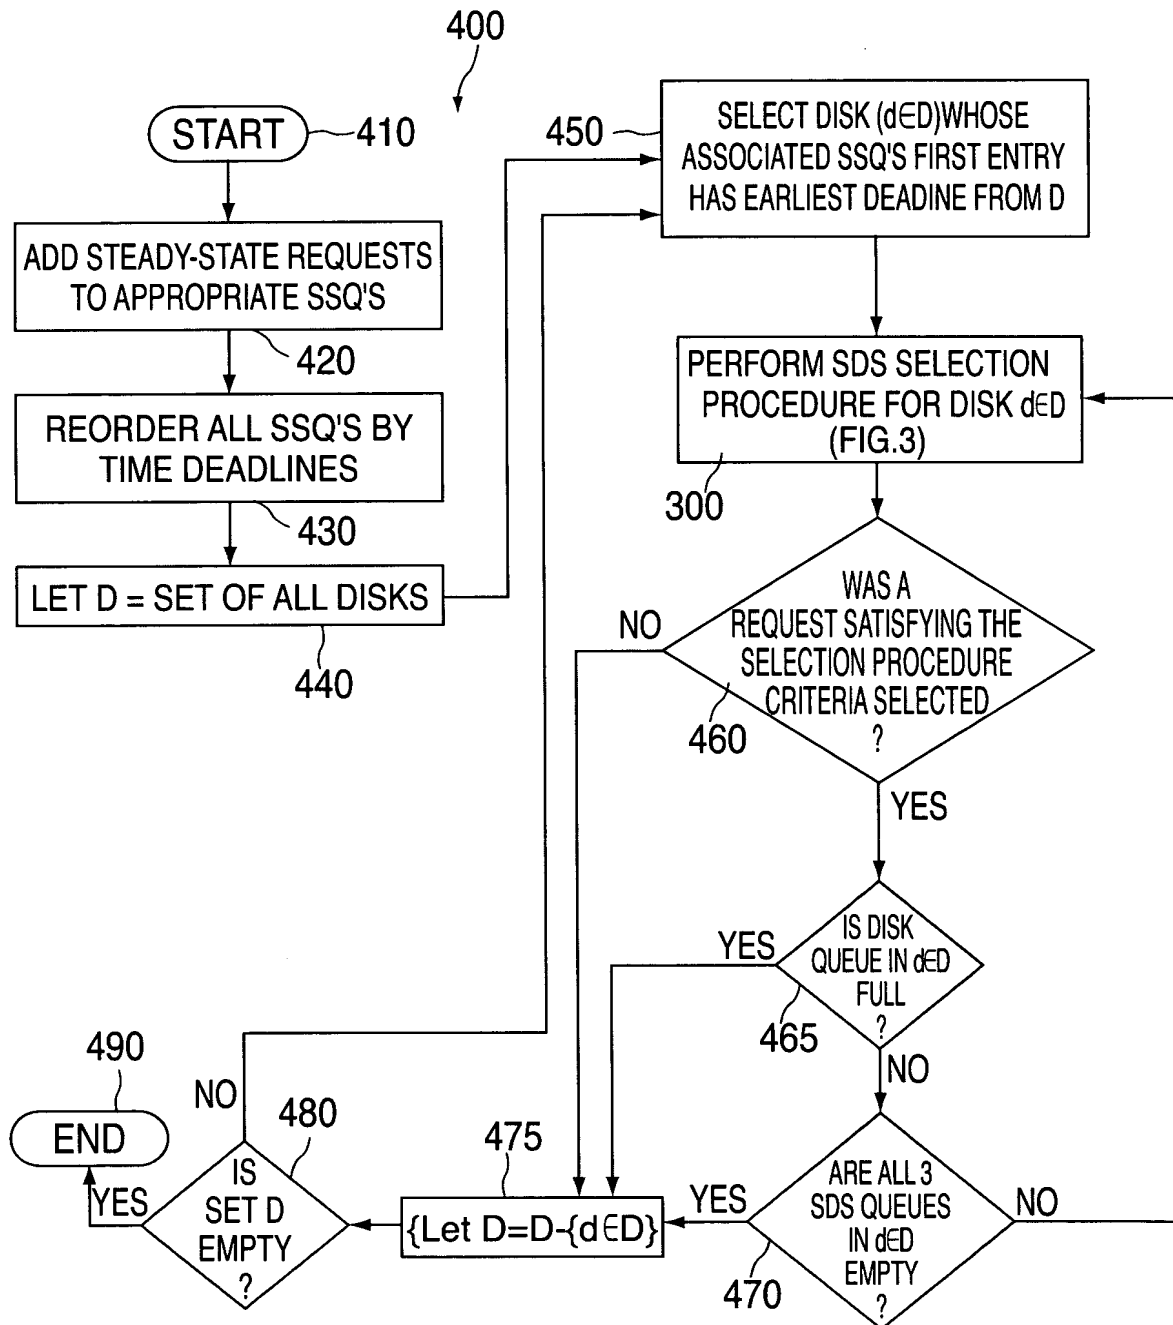 400
START
410
ADD STEADY-STATE REQUESTS
TO APPROPRIATE SSQ'S
420
REORDER ALL SSQ'S BY
TIME DEADLINES
430
LET D = SET OF ALL DISKS
440
450
SELECT DISK (d∈D)WHOSE
ASSOCIATED SSQ'S FIRST ENTRY
HAS EARLIEST DEADINE FROM D
PERFORM SDS SELECTION
PROCEDURE FOR DISK d∈D
(FIG.3)
300
WAS A
REQUEST SATISFYING THE
SELECTION PROCEDURE
CRITERIA SELECTED
?
460
NO
YES
IS DISK
QUEUE IN d∈D
FULL
?
465
YES
NO
ARE ALL 3
SDS QUEUES
IN d∈D
EMPTY
?
470
YES
NO
475
{Let D=D-{d∈D}
480
IS
SET D
EMPTY
?
NO
YES
490
END